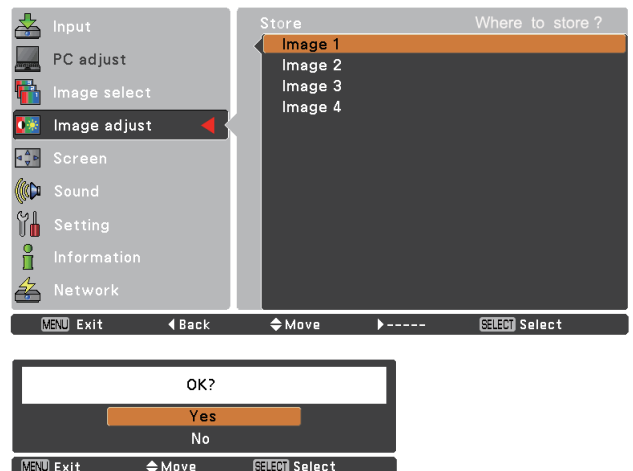 Input
PC adjust
Image select
Image adjust
Screen
Sound
Setting
Information
Network
Store Where to store ?
Image 1
Image 2
Image 3
Image 4
MENU Exit Back Move ----- SELECT Select
OK?
Yes
No
MENU Exit Move SELECT Select